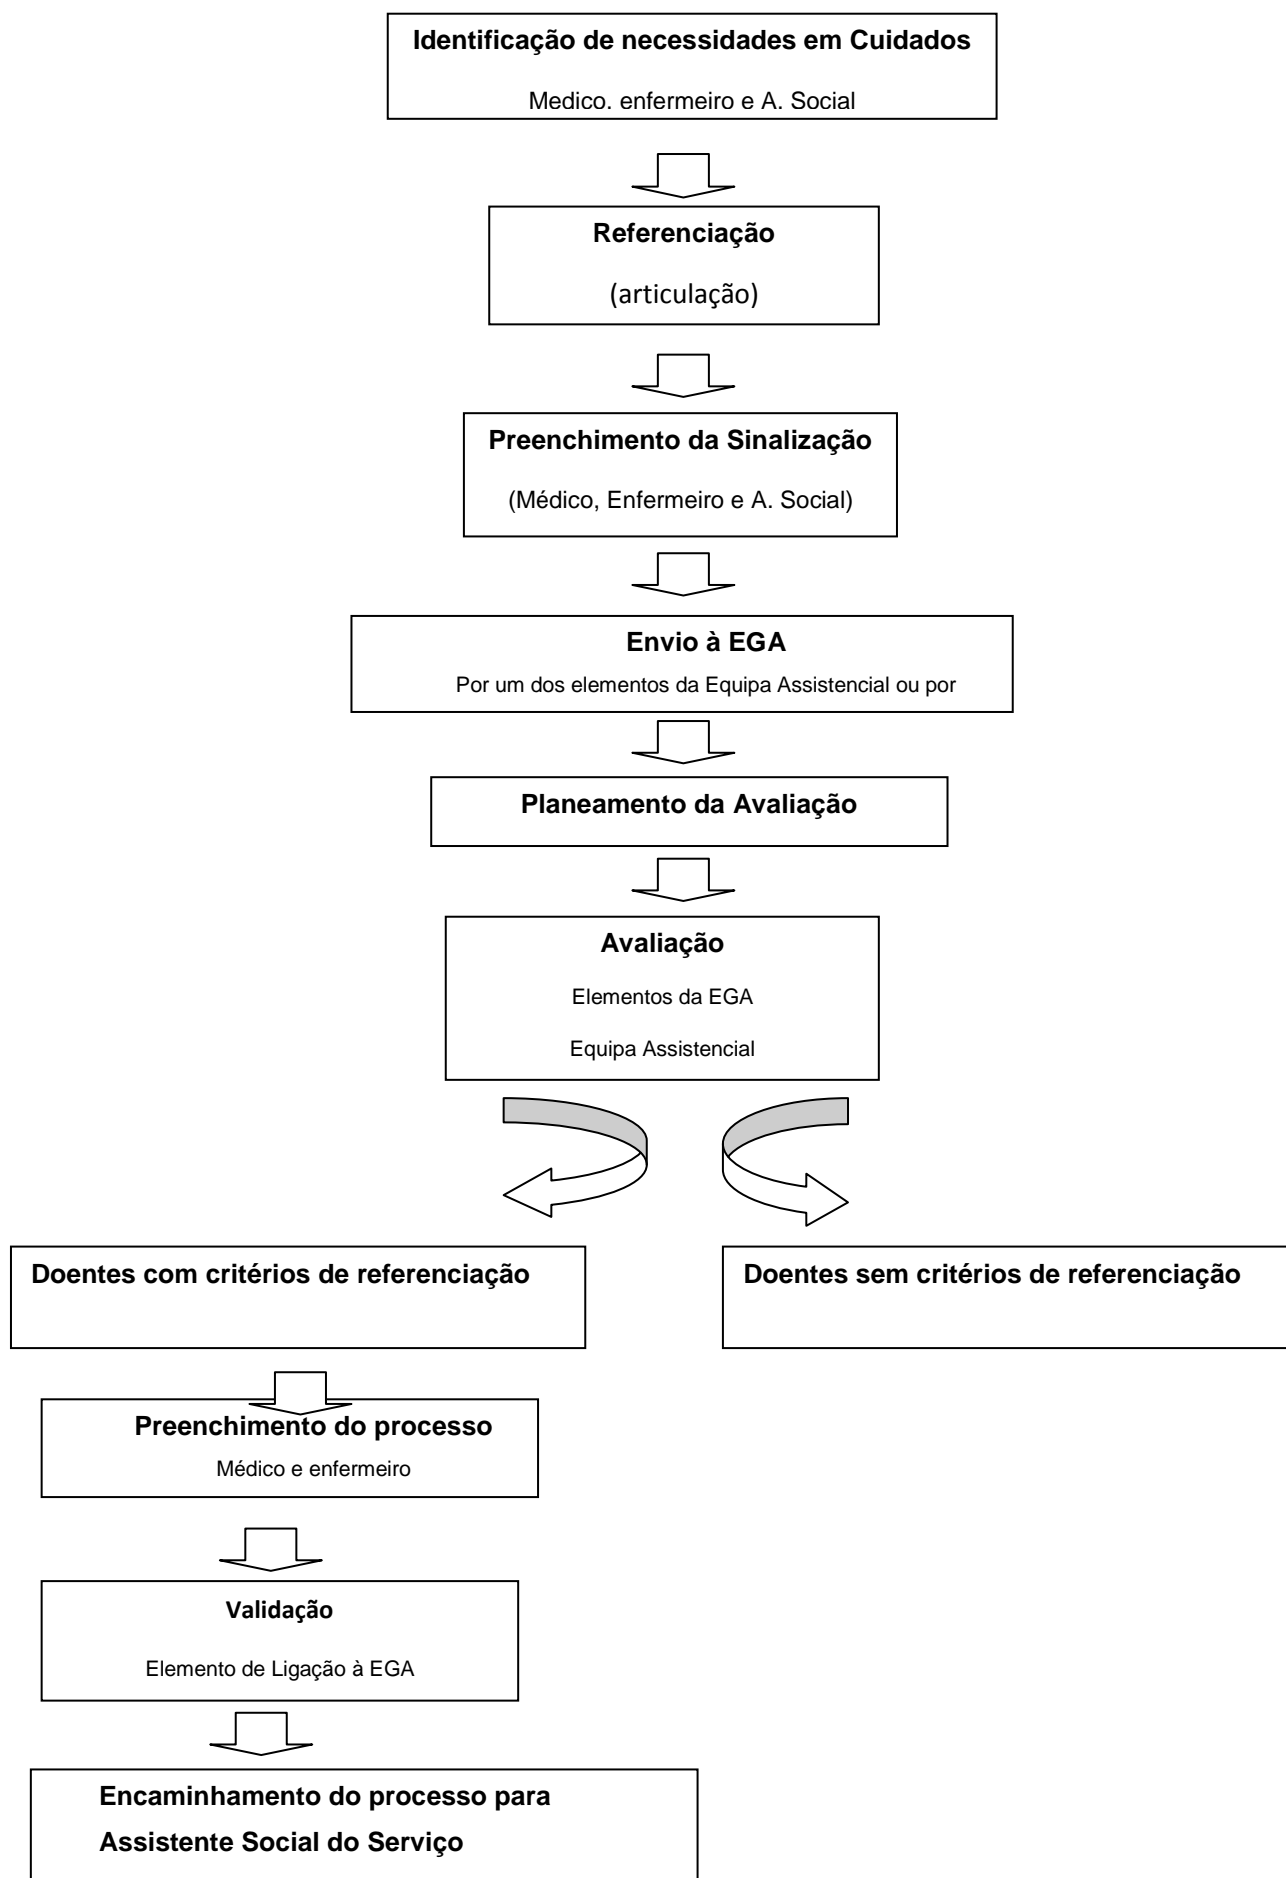 Identificação de necessidades em Cuidados
Medico. enfermeiro e A. Social
Referenciação
(articulação)
Preenchimento da Sinalização
(Médico, Enfermeiro e A. Social)
Envio à EGA
Por um dos elementos da Equipa Assistencial ou por
Planeamento da Avaliação
Avaliação
Elementos da EGA
Equipa Assistencial
Doentes com critérios de referenciação
Doentes sem critérios de referenciação
Preenchimento do processo
Médico e enfermeiro
Validação
Elemento de Ligação à EGA
Encaminhamento do processo para
Assistente Social do Serviço